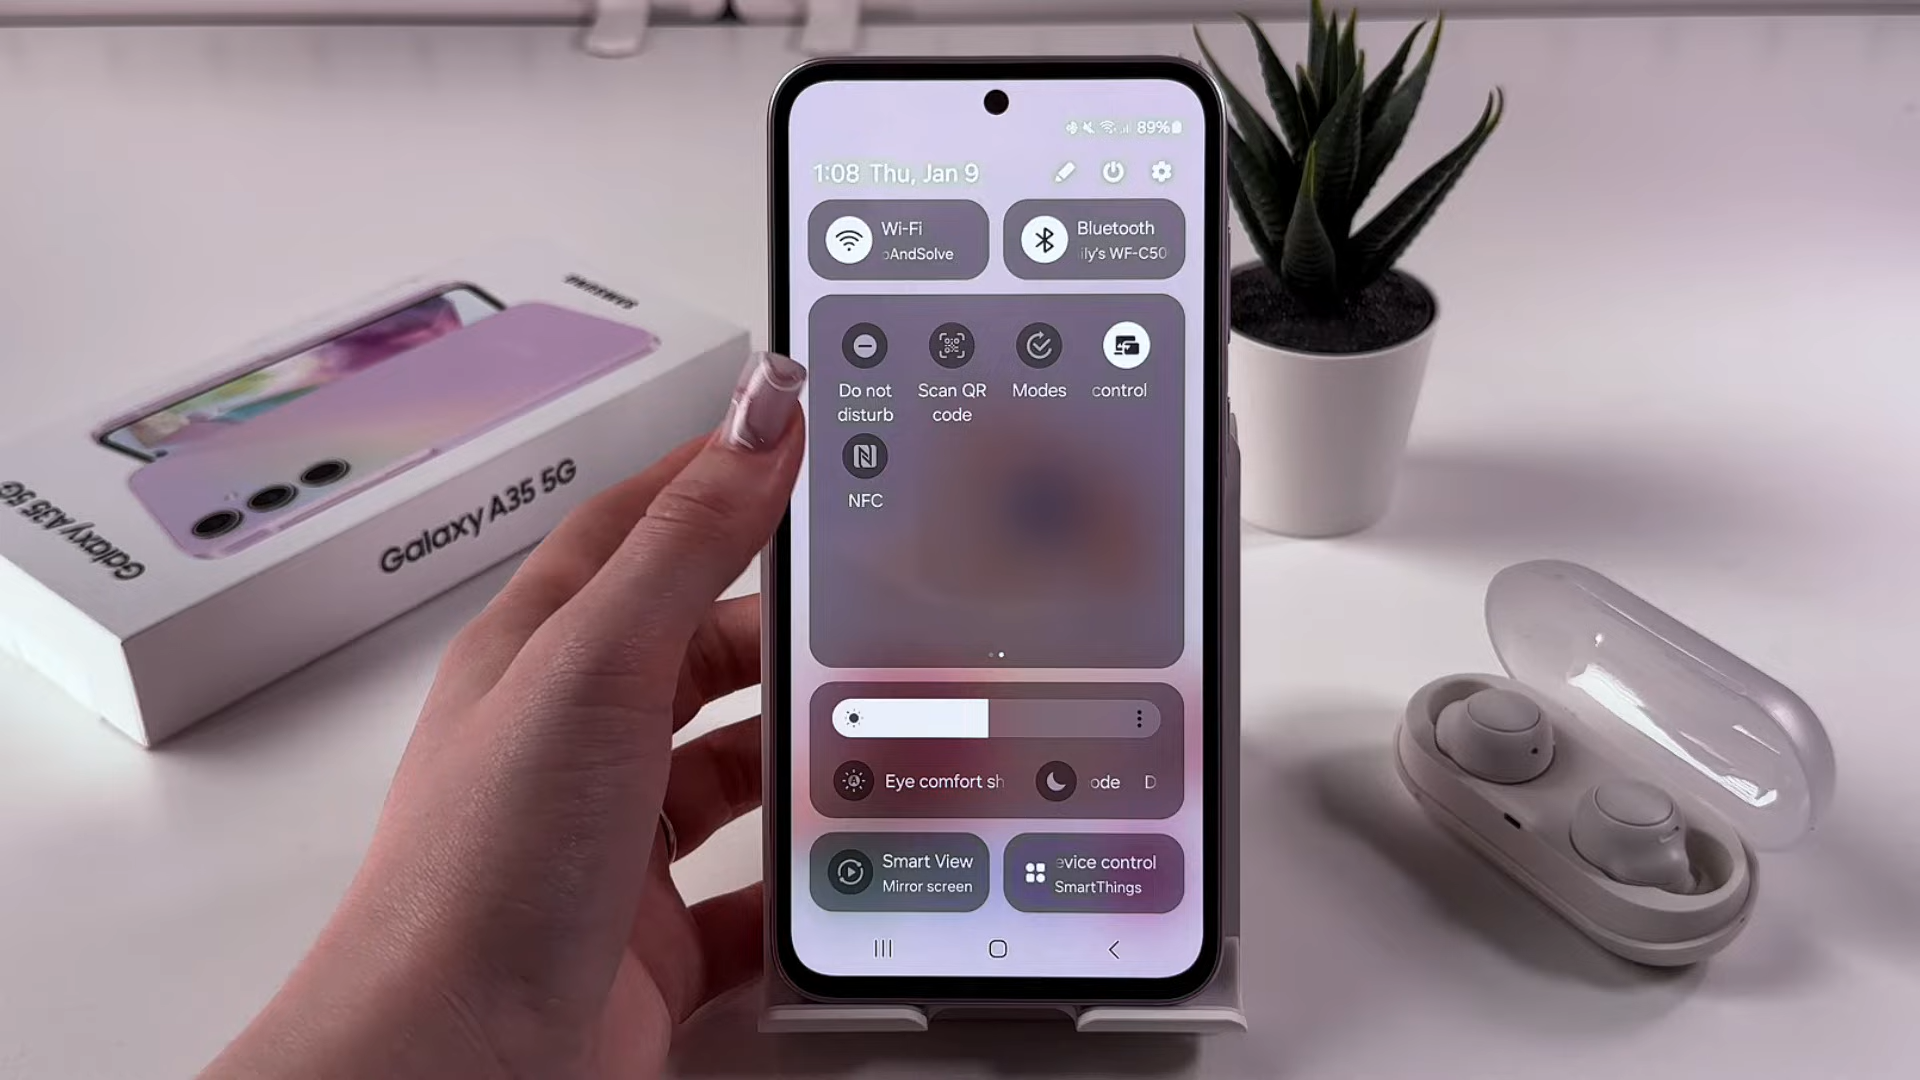 89%
1:08 Thu, Jan 9
Wi-Fi
oAndSolve
Bluetooth
ily's WF-C50
Do not
disturb
Scan QR
code
Modes
control
NFC
Eye comfort sh
ode D
Smart View
Mirror screen
evice control
SmartThings
SAMSUNG
Galaxy A35 5G
Galaxy A35 5G